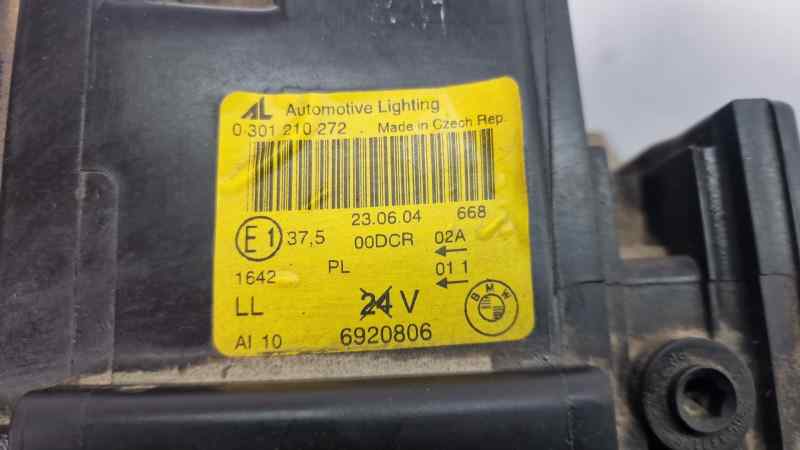 AL Automotive Lighting
0 301 210 272 Made in Czech Rep.
23.06.04 668
E1 37,5 00DCR 02A
1642 PL 01 1
LL 24 V BMW
AI 10 6920806